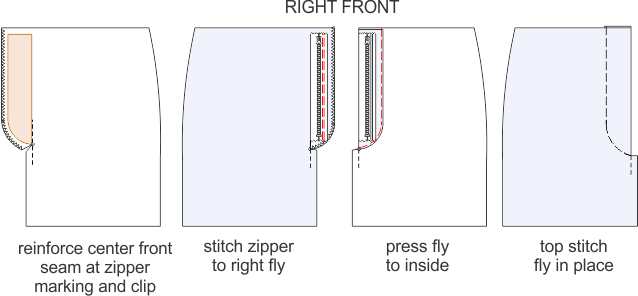 RIGHT FRONT
reinforce center front
seam at zipper
marking and clip
stitch zipper
to right fly
press fly
to inside
top stitch
fly in place